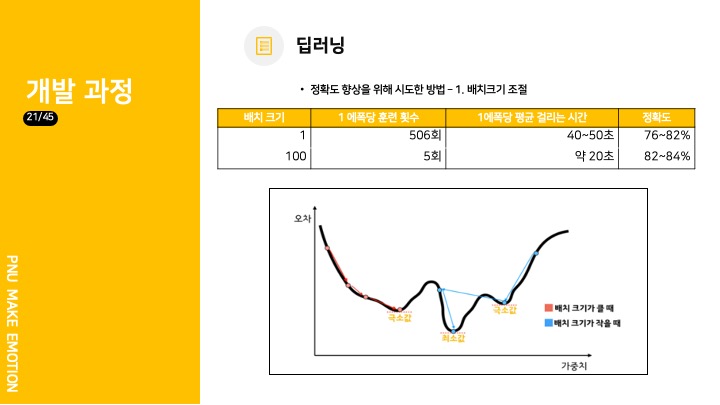 개발 과정
21/45
PNU MAKE EMOTION
딥러닝
• 정확도 향상을 위해 시도한 방법 – 1. 배치크기 조절
배치 크기 1 에폭당 훈련 횟수 1에폭당 평균 걸리는 시간 정확도
1 506회 40~50초 76~82%
100 5회 약 20초 82~84%
오차
극소값
최소값
극소값
배치 크기가 클 때
배치 크기가 작을 때
가중치